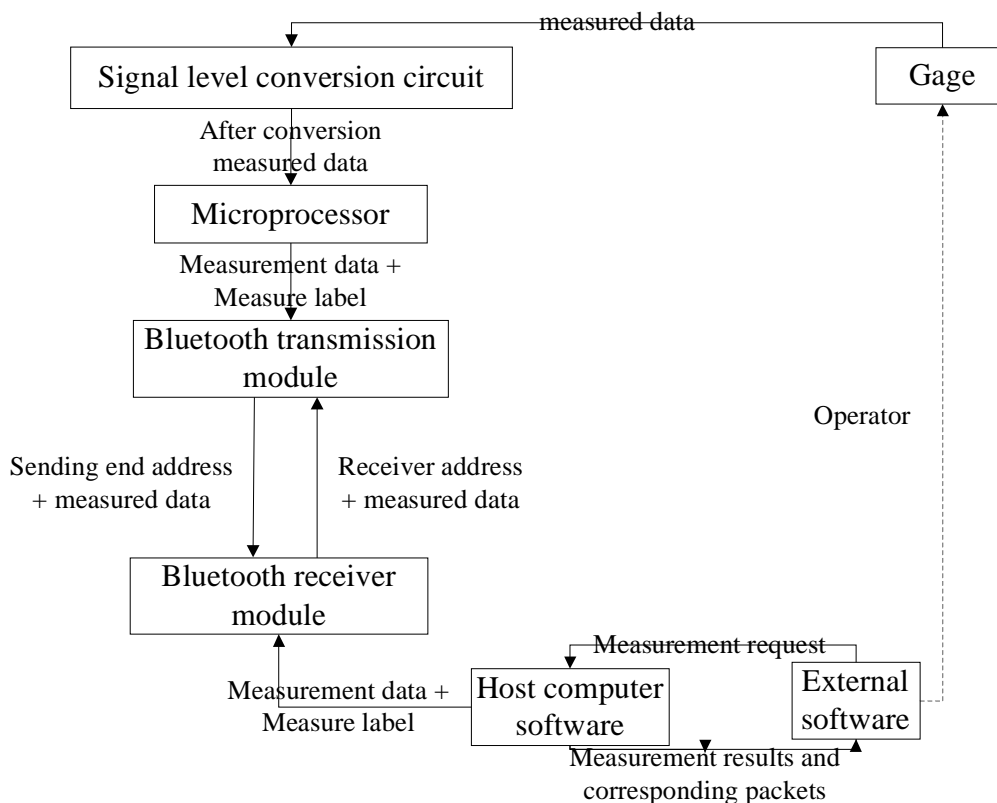 measured data
Signal level conversion circuit
Gage
After conversion
measured data
Microprocessor
Measurement data +
Measure label
Bluetooth transmission
module
Operator
Sending end address
+ measured data
Receiver address
+ measured data
Bluetooth receiver
module
Measurement request
Measurement data +
Measure label
Host computer
software
External
software
Measurement results and
corresponding packets